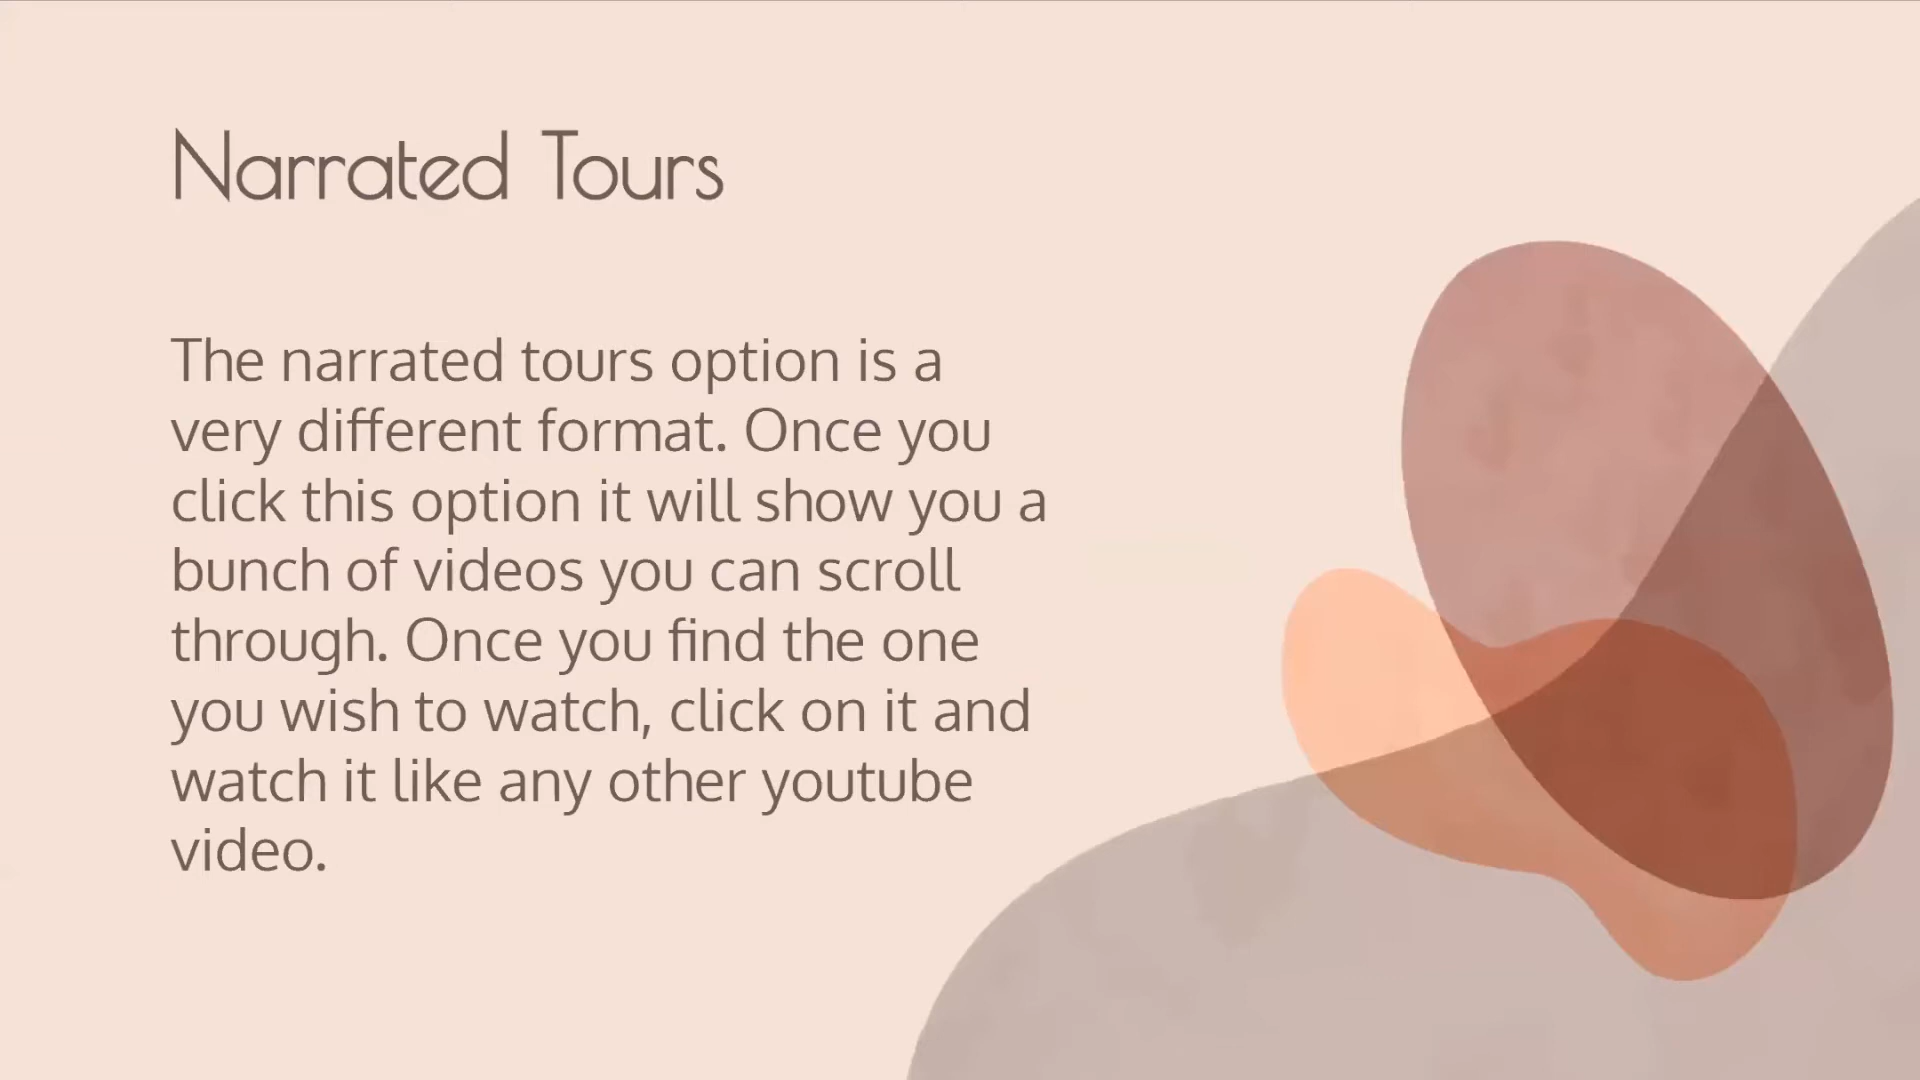 Narrated Tours
The narrated tours option is a
very different format. Once you
click this option it will show you a
bunch of videos you can scroll
through. Once you find the one
you wish to watch, click on it and
watch it like any other youtube
video.